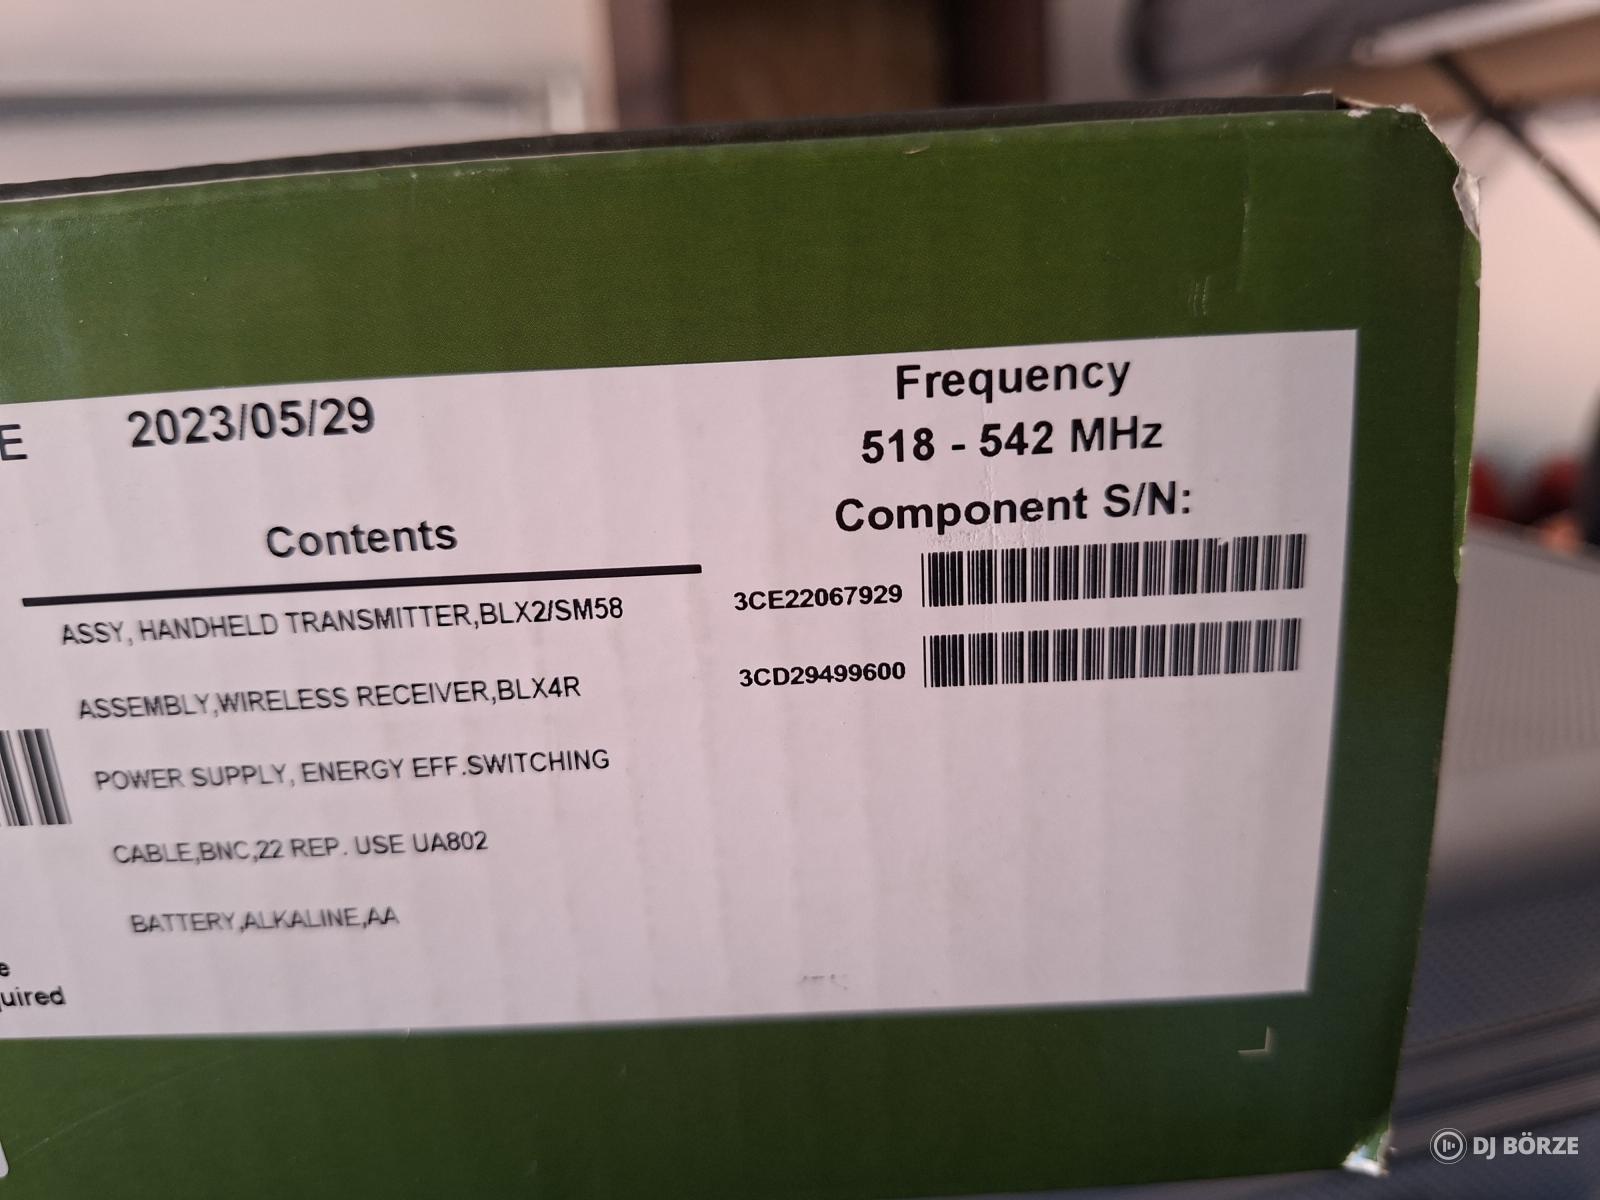 E 2023/05/29
Contents
ASSY, HANDHELD TRANSMITTER,BLX2/SM58
ASSEMBLY,WIRELESS RECEIVER,BLX4R
POWER SUPPLY, ENERGY EFF.SWITCHING
CABLE,BNC,22 REP. USE UA802
BATTERY,ALKALINE,AA
e
uired
Frequency
518 - 542 MHz
Component S/N:
3CE22067929
3CD29499600
DJ BÖRZE